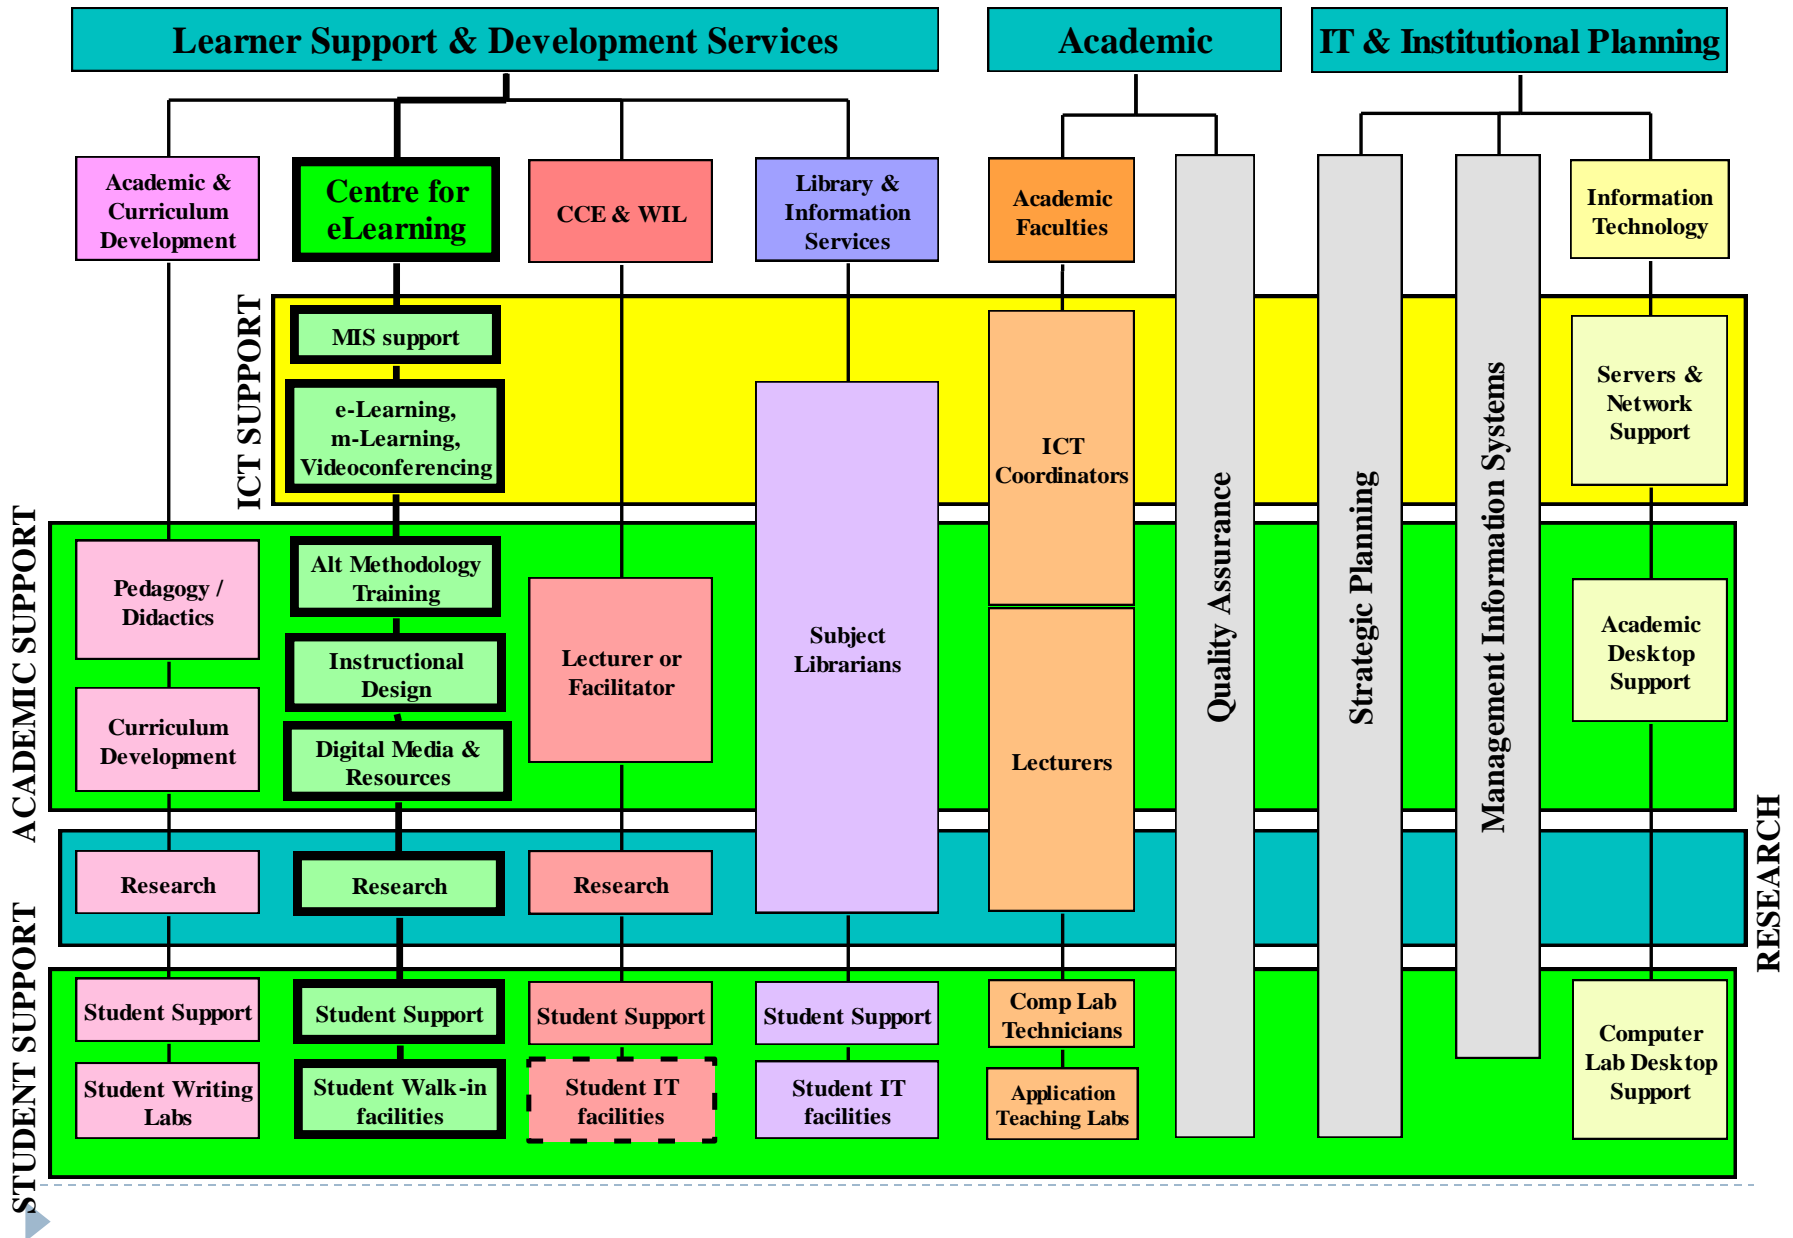 Learner Support & Development Services
Academic
IT & Institutional Planning
Academic &
Curriculum
Development
Centre for
eLearning
CCE & WIL
Library &
Information
Services
Academic
Faculties
Information
Technology
ICT SUPPORT
MIS support
e-Learning,
m-Learning,
Videoconferencing
ICT
Coordinators
Servers &
Network
Support
Quality Assurance
Strategic Planning
Management Information Systems
ACADEMIC SUPPORT
Pedagogy /
Didactics
Alt Methodology
Training
Instructional
Design
Lecturer or
Facilitator
Subject
Librarians
Academic
Desktop
Support
Curriculum
Development
Digital Media &
Resources
Lecturers
RESEARCH
Research
Research
Research
STUDENT SUPPORT
Student Support
Student Support
Student Support
Student Support
Comp Lab
Technicians
Computer
Lab Desktop
Support
Student Writing
Labs
Student Walk-in
facilities
Student IT
facilities
Student IT
facilities
Application
Teaching Labs